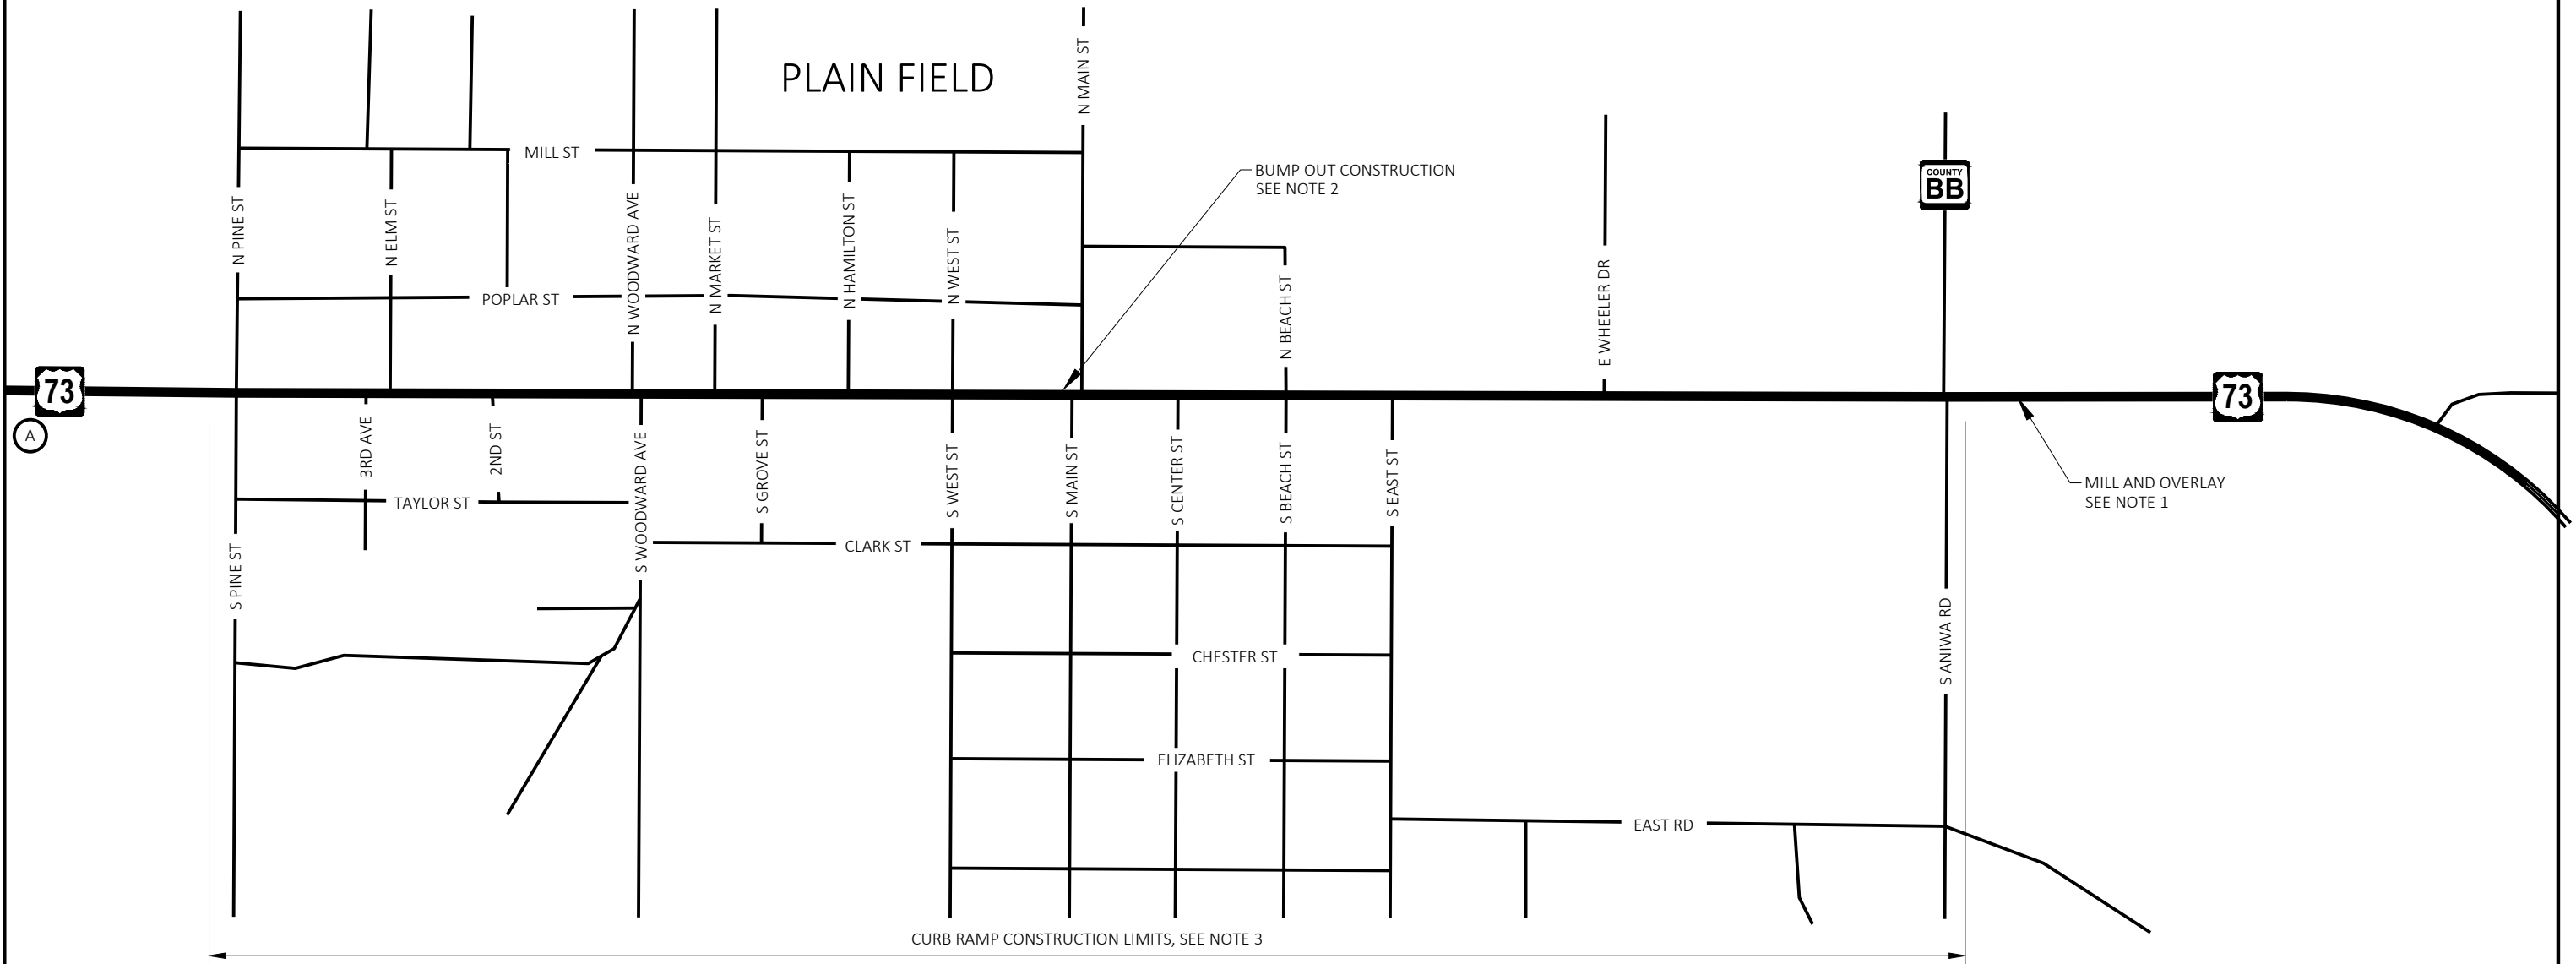 PLAIN FIELD
N MAIN ST
MILL ST
BUMP OUT CONSTRUCTION
SEE NOTE 2
COUNTY
BB
N PINE ST
N ELM ST
N WOODWARD AVE
N MARKET ST
N HAMILTON ST
N WEST ST
N BEACH ST
E WHEELER DR
POPLAR ST
73
73
A
3RD AVE
2ND ST
S WOODWARD AVE
S GROVE ST
S WEST ST
S MAIN ST
S CENTER ST
S BEACH ST
S EAST ST
MILL AND OVERLAY
SEE NOTE 1
TAYLOR ST
CLARK ST
S PINE ST
S ANIWA RD
CHESTER ST
ELIZABETH ST
EAST RD
CURB RAMP CONSTRUCTION LIMITS, SEE NOTE 3